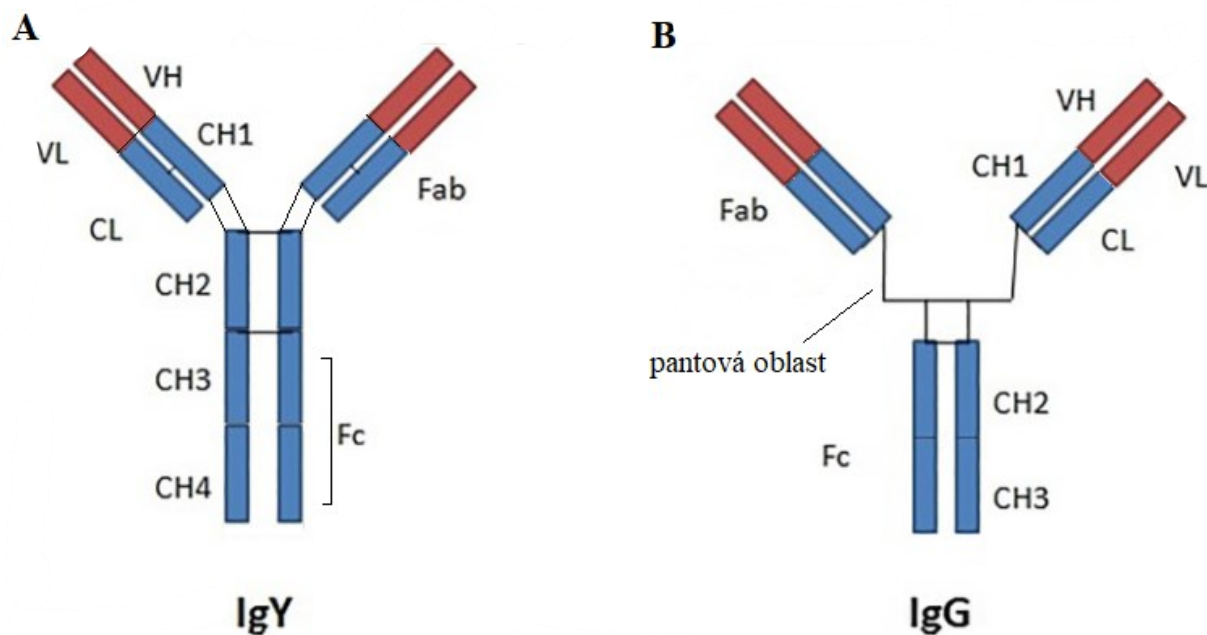 A
VH
CH1
VL
Fab
CL
CH2
CH3
Fc
CH4
IgY
B
VH
CH1
VL
Fab
CL
pantová oblast
CH2
Fc
CH3
IgG